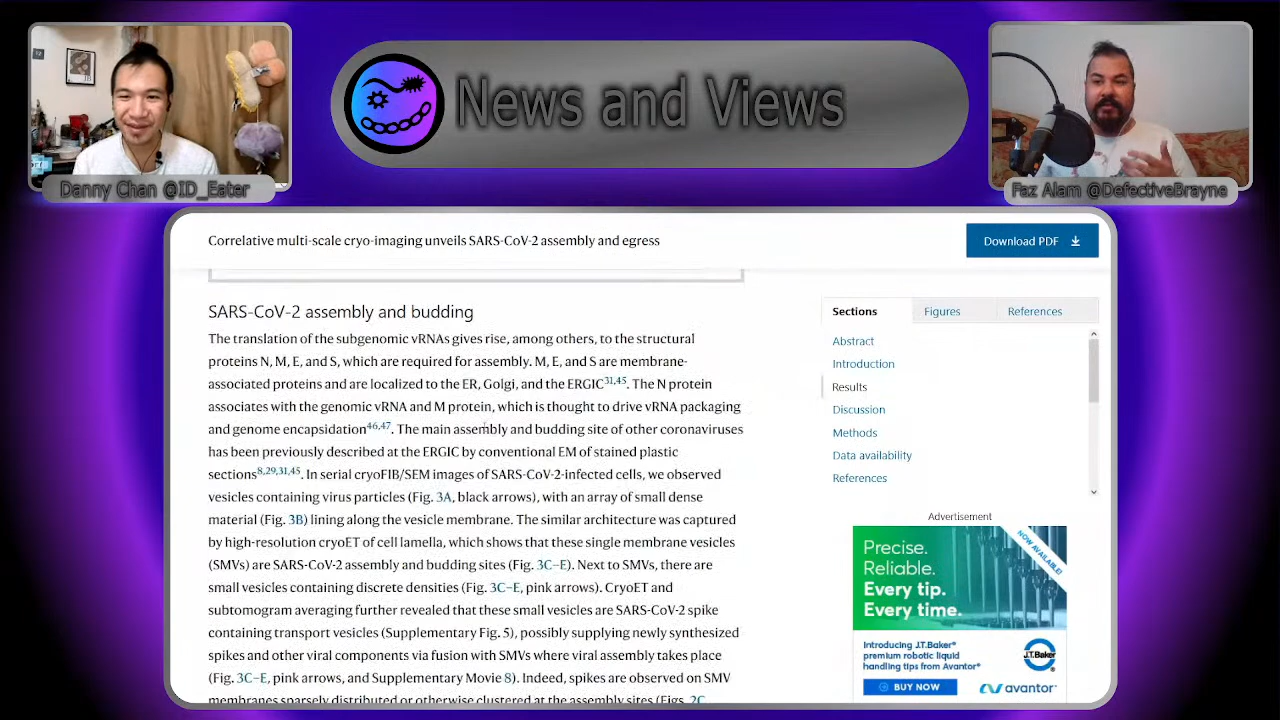 News and Views
Danny Chan @ID_Eater
Faz Alam @DefectiveBrayne
Correlative multi-scale cryo-imaging unveils SARS-CoV-2 assembly and egress
Download PDF
SARS-CoV-2 assembly and budding
The translation of the subgenomic vRNAs gives rise, among others, to the structural
proteins N, M, E, and S, which are required for assembly. M, E, and S are membrane-
associated proteins and are localized to the ER, Golgi, and the ERGIC31,45. The N protein
associates with the genomic vRNA and M protein, which is thought to drive vRNA packaging
and genome encapsidation46,47. The main assembly and budding site of other coronaviruses
has been previously described at the ERGIC by conventional EM of stained plastic
sections8,29,31,45. In serial cryoFIB/SEM images of SARS-CoV-2-infected cells, we observed
vesicles containing virus particles (Fig. 3A, black arrows), with an array of small dense
material (Fig. 3B) lining along the vesicle membrane. The similar architecture was captured
by high-resolution cryoET of cell lamella, which shows that these single membrane vesicles
(SMVs) are SARS-CoV-2 assembly and budding sites (Fig. 3C–E). Next to SMVs, there are
small vesicles containing discrete densities (Fig. 3C–E, pink arrows). CryoET and
subtomogram averaging further revealed that these small vesicles are SARS-CoV-2 spike
containing transport vesicles (Supplementary Fig. 5), possibly supplying newly synthesized
S and other viral components via fusion with SMVs where viral assembly takes place
(Fig. 3C–E, pink arrows, and Supplementary Movie 8). Indeed, spikes are observed on SMV
membranes sparsely distributed or otherwise clustered at the assembly sites (Figs. 2C,
Sections
Figures
References
Abstract
Introduction
Results
Discussion
Methods
Data availability
References
Advertisement
Precise.
Reliable.
Every tip.
Every time.
NOW AVAILABLE!
Introducing J.T.Baker®
premium robotic liquid
handling tips from Avantor®
J.T.Baker
BUY NOW
avantor